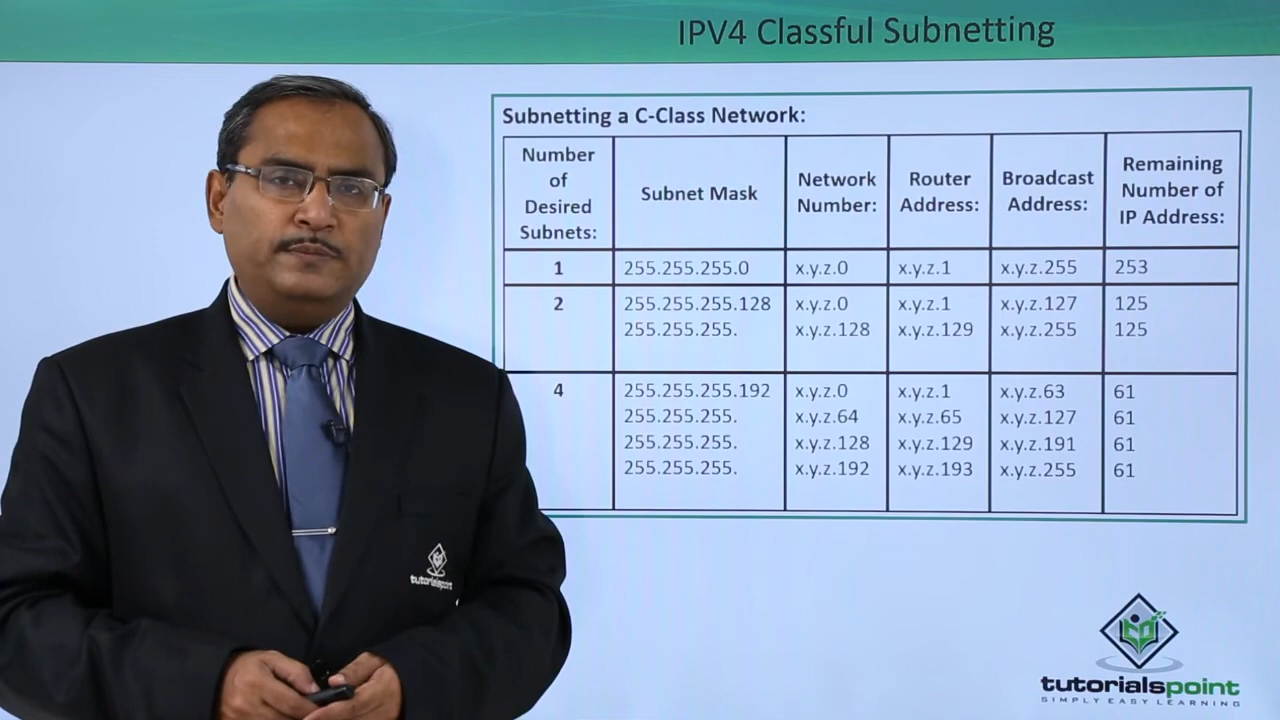 IPV4 Classful Subnetting
Subnetting a C-Class Network:
Number of Desired Subnets: Subnet Mask Network Number: Router Address: Broadcast Address: Remaining Number of IP Address:
1 255.255.255.0 x.y.z.0 x.y.z.1 x.y.z.255 253
2 255.255.255.128 x.y.z.0 x.y.z.1 x.y.z.127 125
255.255.255. x.y.z.128 x.y.z.129 x.y.z.255 125
4 255.255.255.192 x.y.z.0 x.y.z.1 x.y.z.63 61
255.255.255. x.y.z.64 x.y.z.65 x.y.z.127 61
255.255.255. x.y.z.128 x.y.z.129 x.y.z.191 61
255.255.255. x.y.z.192 x.y.z.193 x.y.z.255 61
tutorialspoint
tutorialspoint
SIMPLY EASY LEARNING